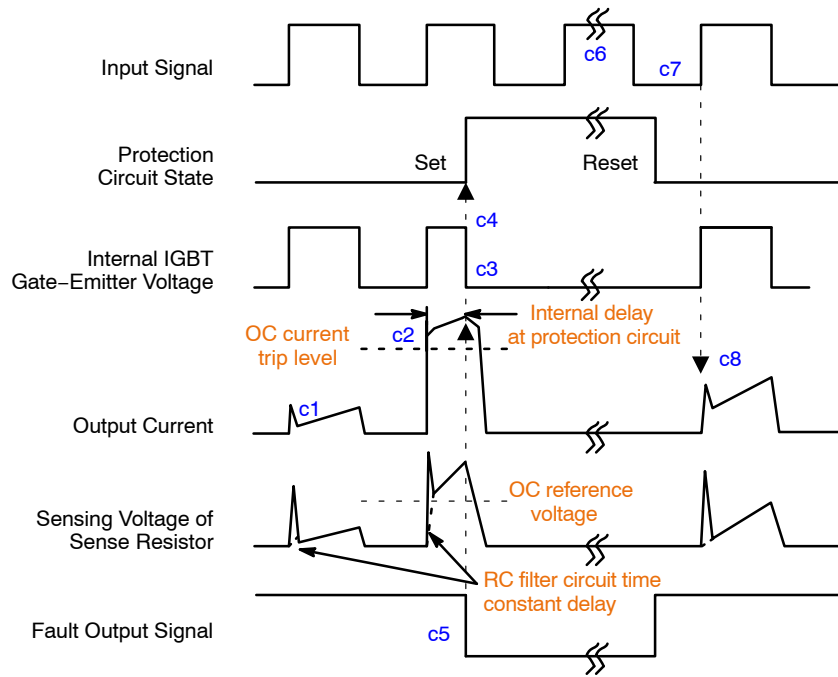 c6
Input Signal
c7
Protection
Circuit State
Set
Reset
c4
Internal IGBT
Gate−Emitter Voltage
c3
OC current
trip level
c2
Internal delay
at protection circuit
c8
c1
Output Current
OC reference
voltage
Sensing Voltage of
Sense Resistor
RC filter circuit time
constant delay
Fault Output Signal
c5